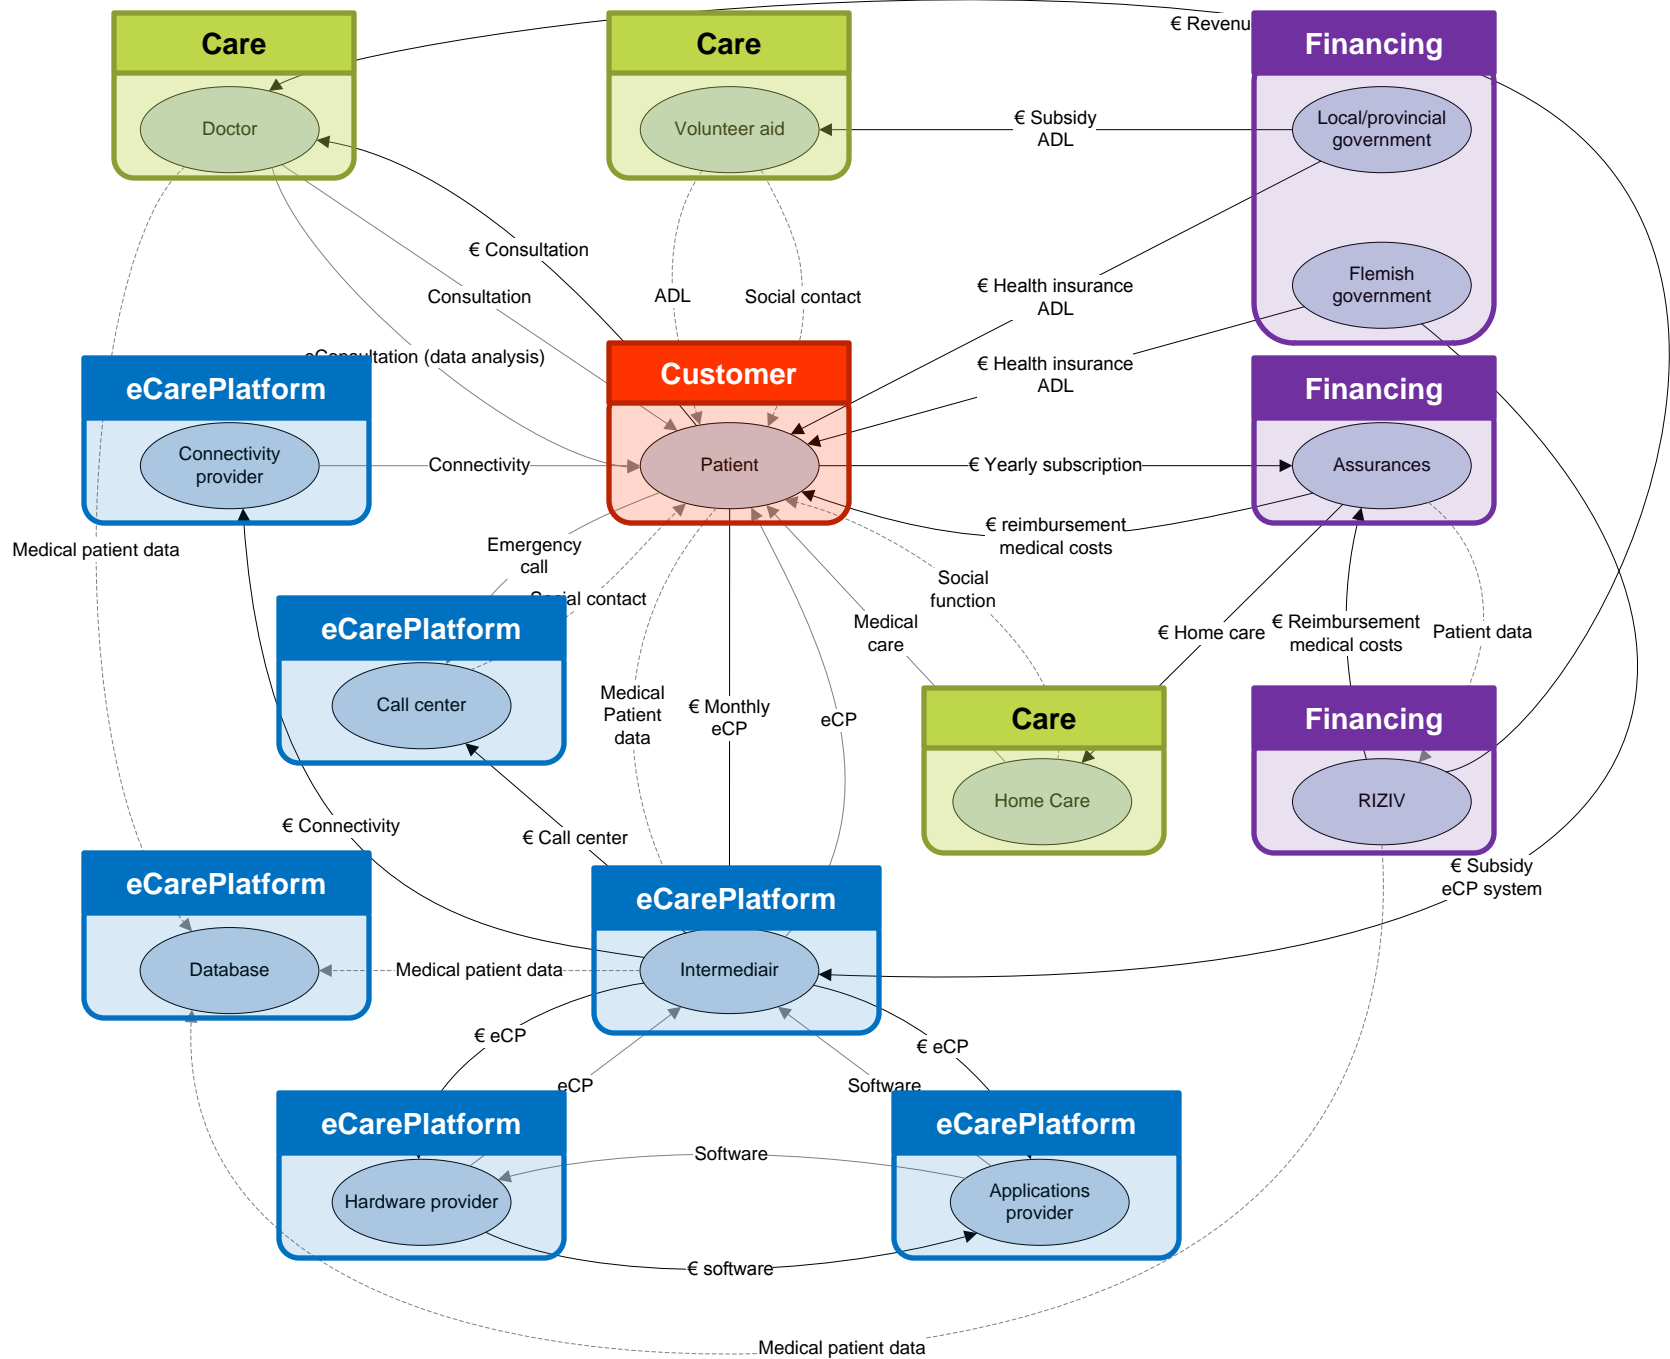 € Revenu
Care
Care
Financing
Doctor
Volunteer aid
€ Subsidy
ADL
Local/provincial
government
€ Consultation
Consultation
ADL
Social contact
€ Health insurance
ADL
Flemish
government
eConsultation (data analysis)
€ Health insurance
ADL
eCarePlatform
Customer
Financing
Connectivity
provider
Connectivity
Patient
€ Yearly subscription
Assurances
Medical patient data
Emergency
call
€ reimbursement
medical costs
Social contact
Social
function
Medical
care
eCarePlatform
€ Home care
€ Reimbursement
medical costs
Patient data
Call center
Medical
Patient
data
€ Monthly
eCP
eCP
Care
Financing
Home Care
RIZIV
€ Connectivity
€ Call center
€ Subsidy
eCP system
eCarePlatform
eCarePlatform
Database
Medical patient data
Intermediair
€ eCP
€ eCP
eCP
Software
eCarePlatform
eCarePlatform
Software
Hardware provider
Applications
provider
€ software
Medical patient data